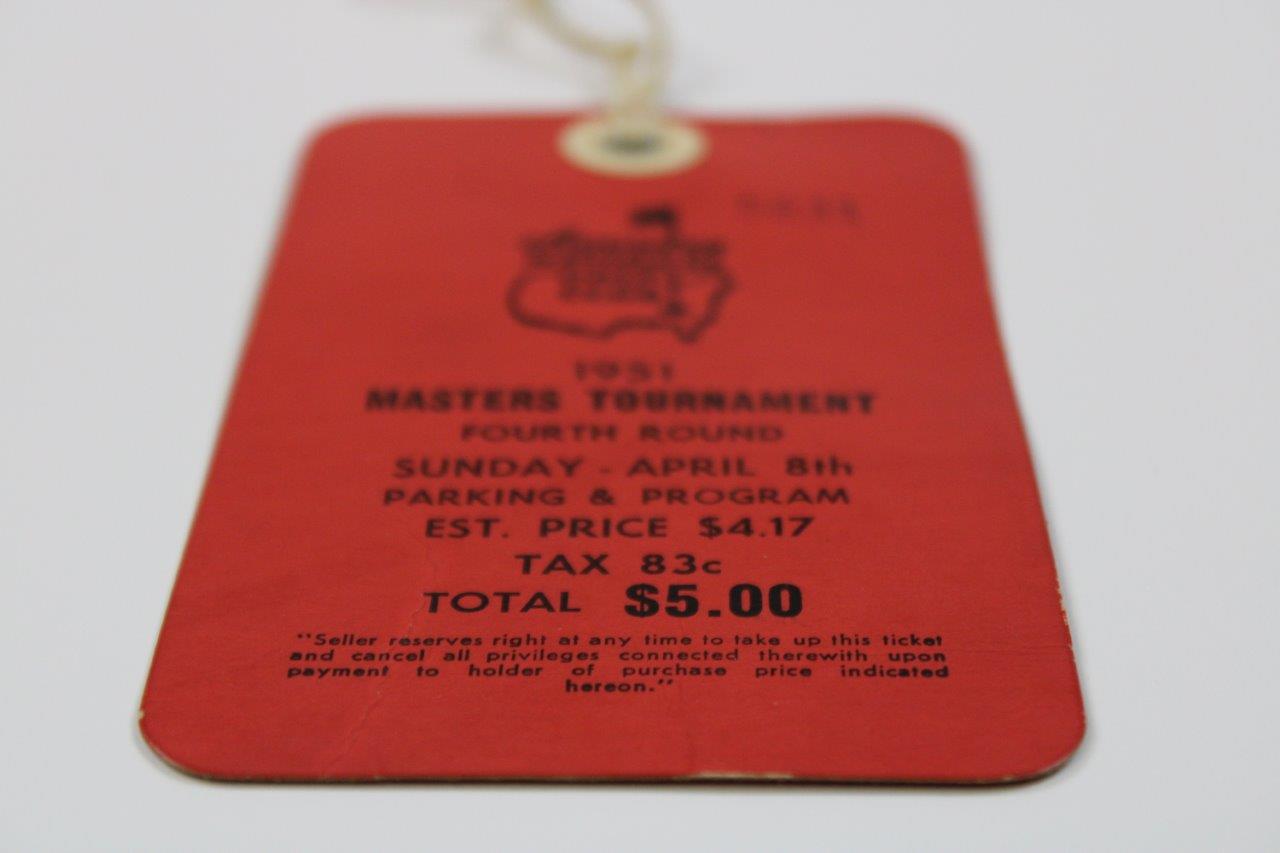 1951
MASTERS TOURNAMENT
FOURTH ROUND
SUNDAY - APRIL 8th
PARKING & PROGRAM
EST. PRICE $4.17
TAX 83c
TOTAL $5.00
"Seller reserves right at any time to take up this ticket
and cancel all privileges connected therewith upon
payment to holder of purchase price indicated
hereon."